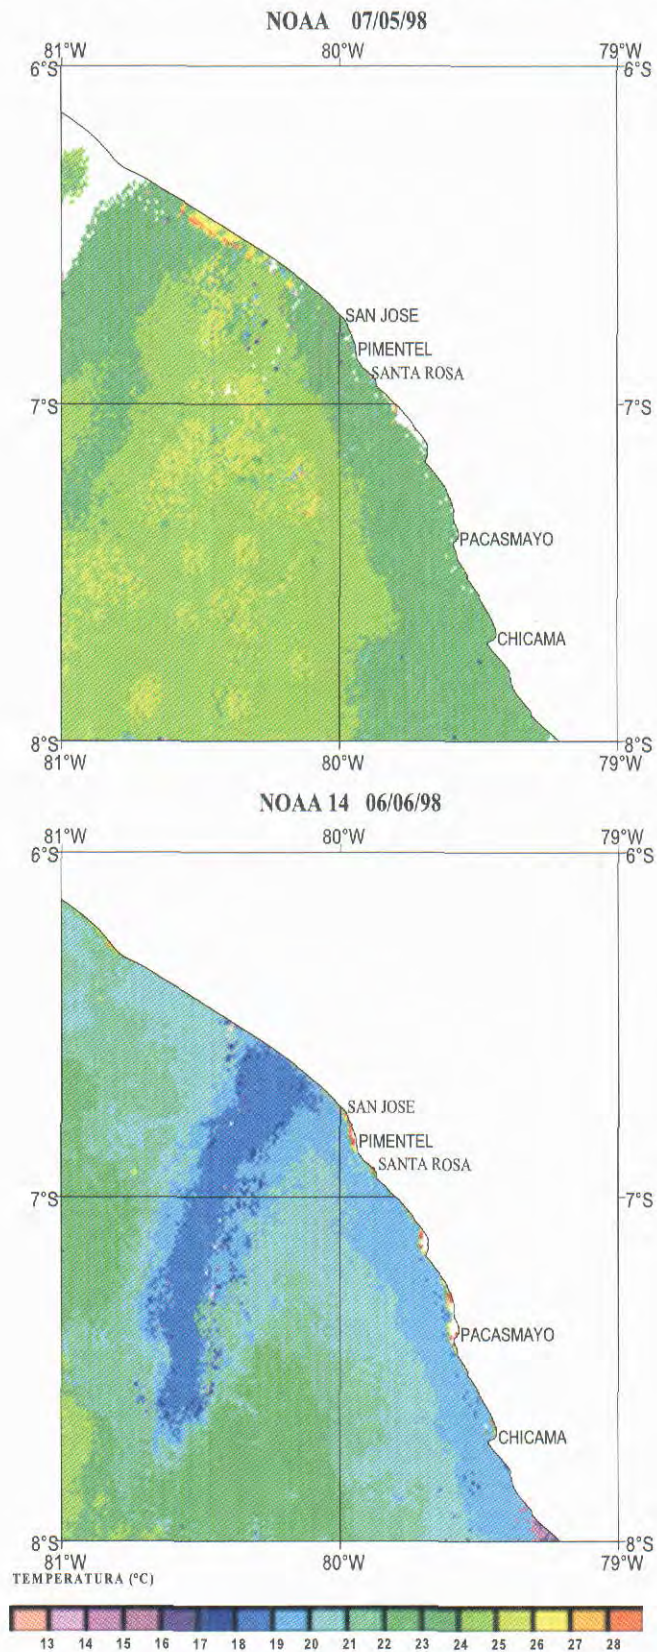 NOAA 07/05/98
81°W 80°W 79°W
6°S 6°S
SAN JOSE
PIMENTEL
SANTA ROSA
7°S 7°S
PACASMAYO
CHICAMA
8°S 8°S
81°W 80°W 79°W
NOAA 14 06/06/98
81°W 80°W 79°W
6°S 6°S
SAN JOSE
PIMENTEL
SANTA ROSA
7°S 7°S
PACASMAYO
CHICAMA
8°S 8°S
81°W 80°W 79°W
TEMPERATURA (°C)
13 14 15 16 17 18 19 20 21 22 23 24 25 26 27 28